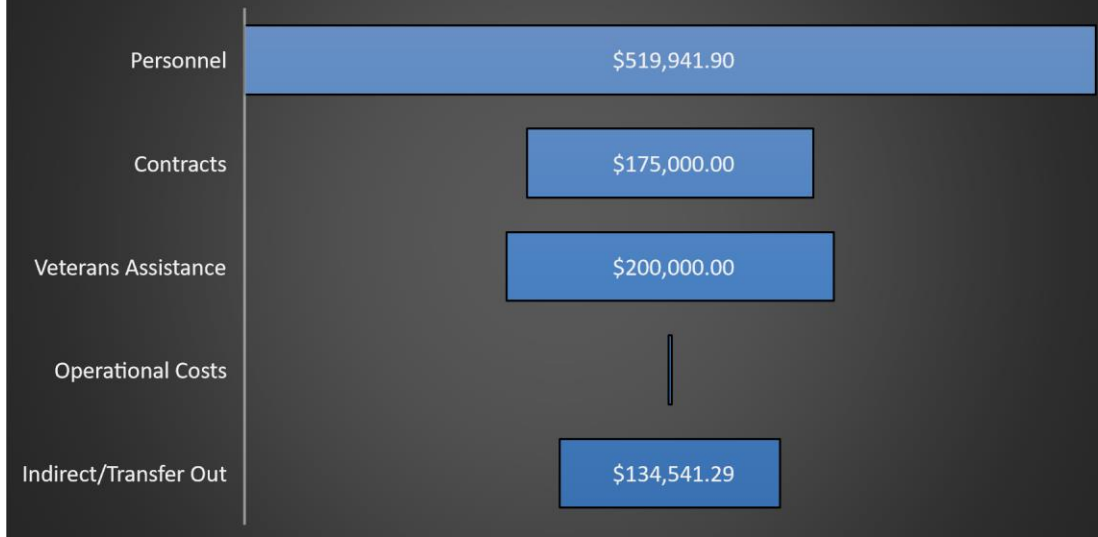 Personnel
$519,941.90
Contracts
$175,000.00
Veterans Assistance
$200,000.00
Operational Costs
Indirect/Transfer Out
$134,541.29